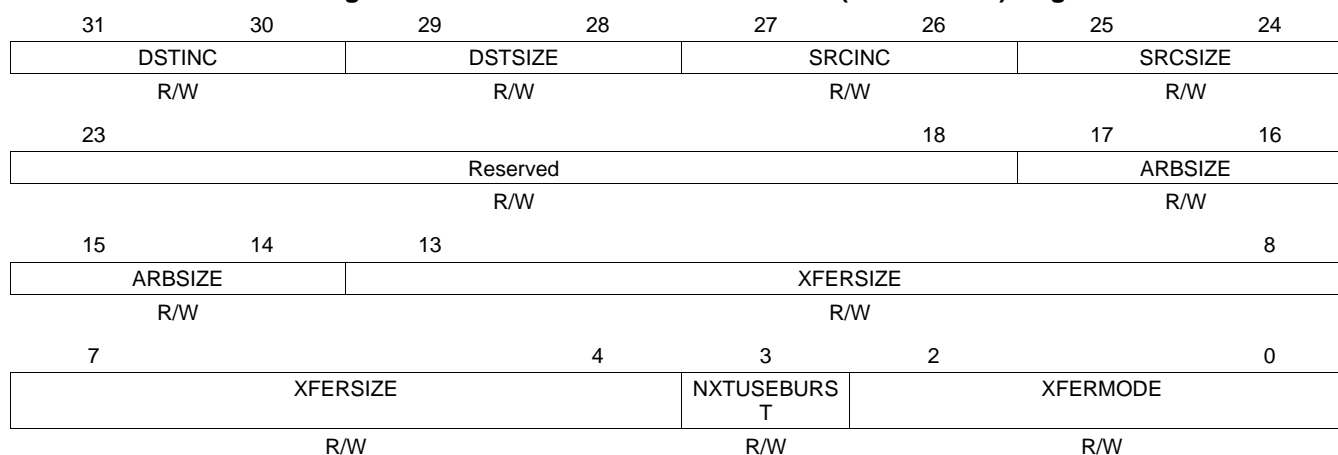 31 30 29 28 27 26 25 24
DSTINC DSTSIZE SRCINC SRCSIZE
R/W R/W R/W R/W
23 18 17 16
Reserved ARBSIZE
R/W R/W
15 14 13 8
ARBSIZE XFERSIZE
R/W R/W
7 4 3 2 0
XFERSIZE NXTUSEBURS XFERMODE
T
R/W R/W R/W